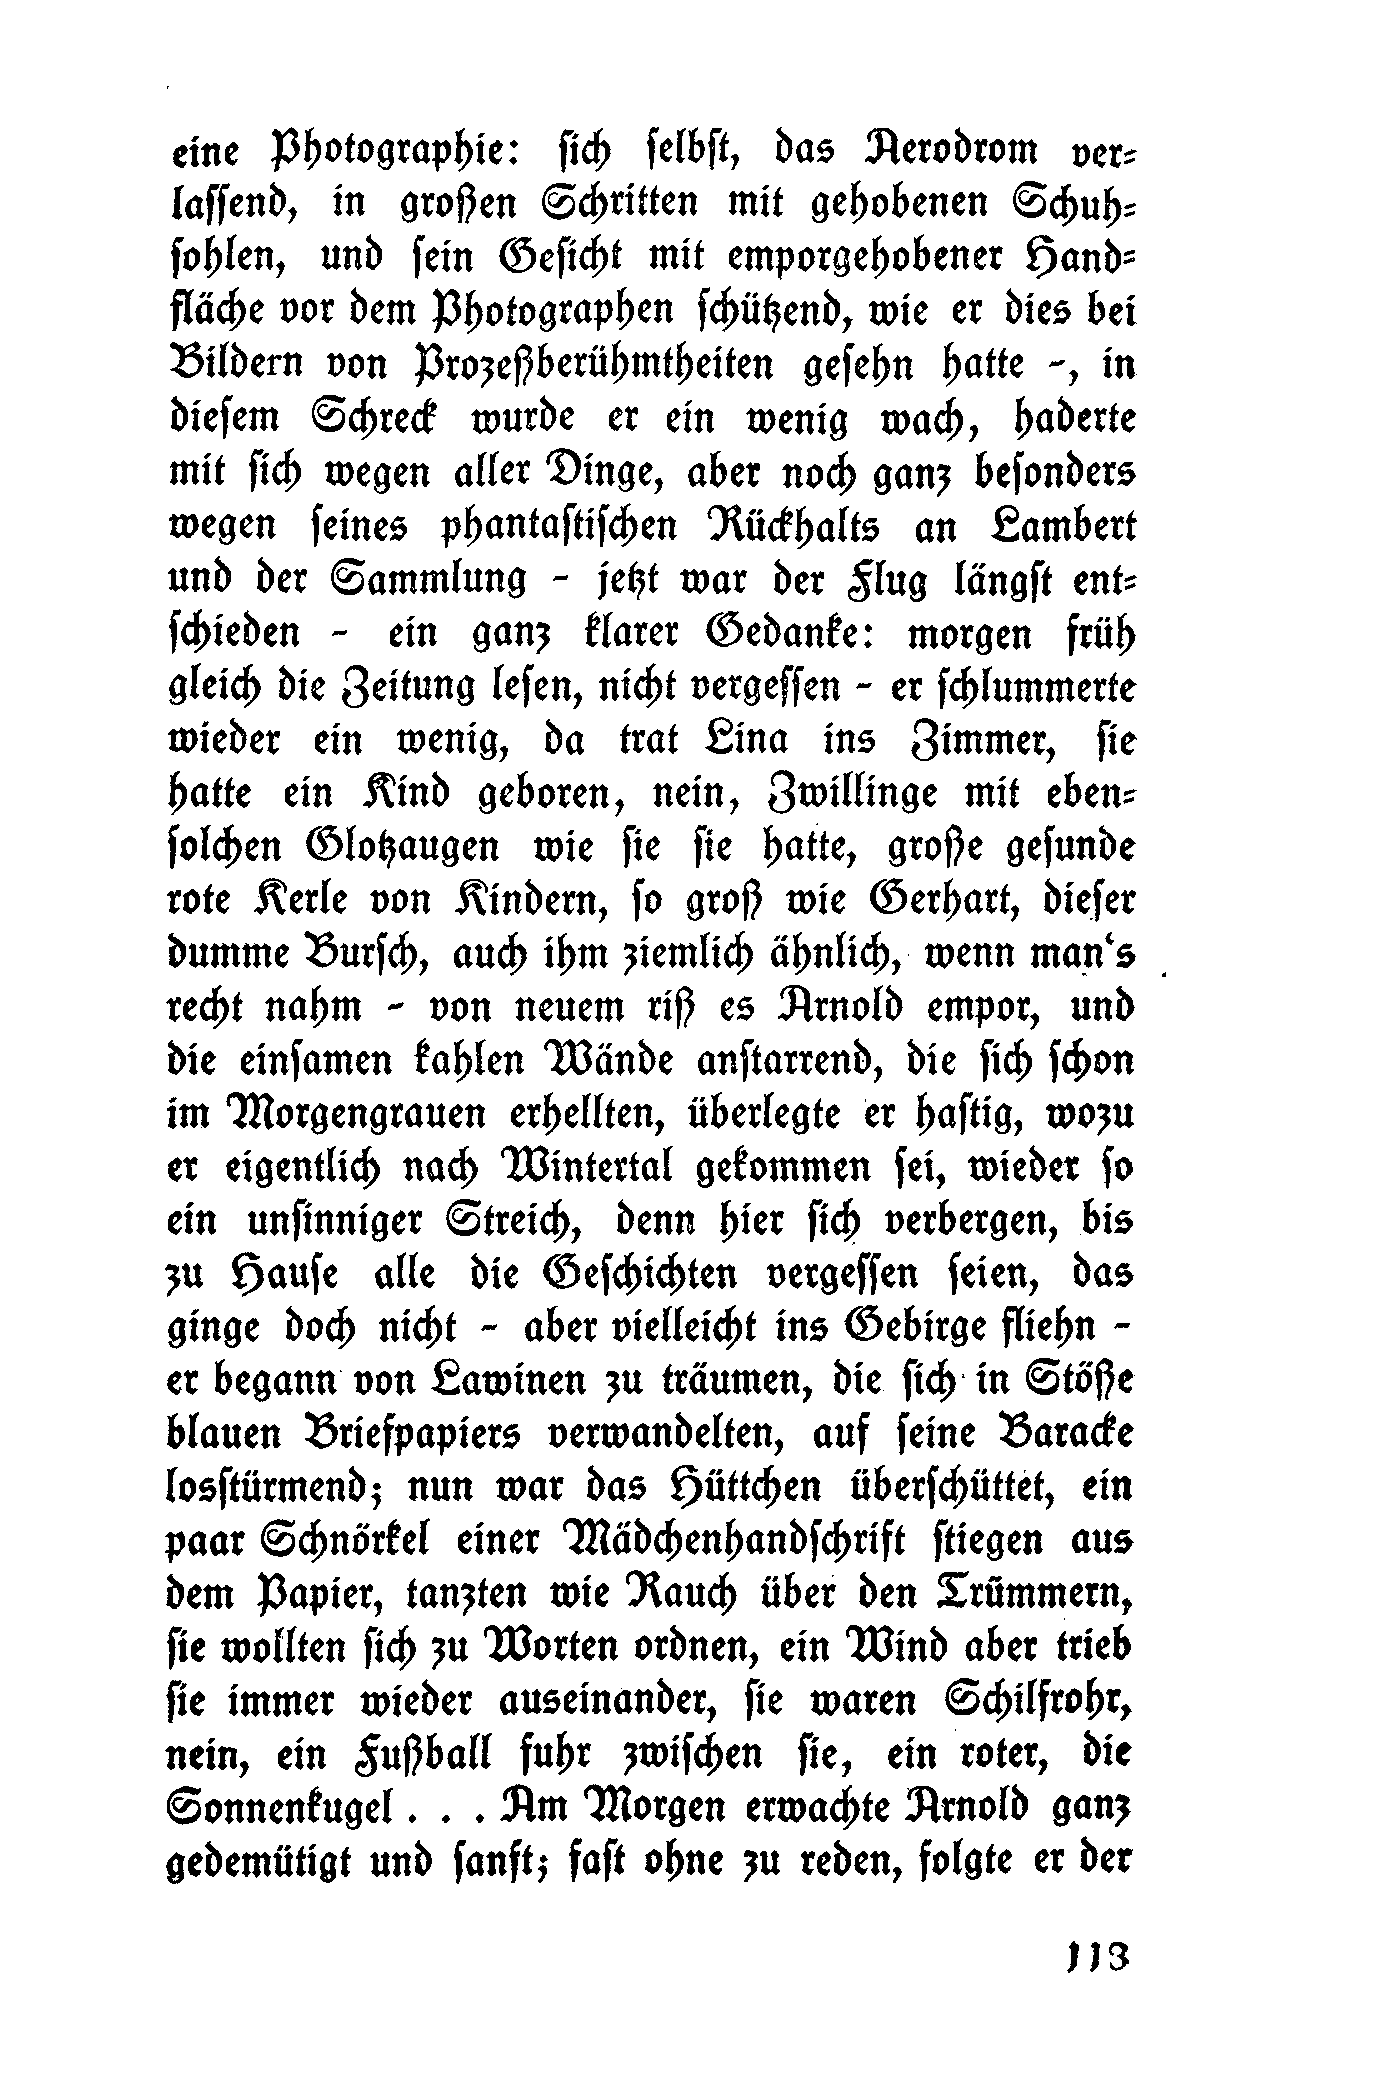 eine Photographie: sich selbst, das Aerodrom ver-
lassend, in großen Schritten mit gehobenen Schuh-
sohlen, und sein Gesicht mit emporgehobener Hand-
fläche vor dem Photographen schützend, wie er dies bei
Bildern von Prozeßberühmtheiten gesehn hatte -, in
diesem Schreck wurde er ein wenig wach, haderte
mit sich wegen aller Dinge, aber noch ganz besonders
wegen seines phantastischen Rückhalts an Lambert
und der Sammlung - jetzt war der Flug längst ent-
schieden - ein ganz klarer Gedanke: morgen früh
gleich die Zeitung lesen, nicht vergessen - er schlummerte
wieder ein wenig, da trat Lina ins Zimmer, sie
hatte ein Kind geboren, nein, Zwillinge mit eben-
solchen Glotzaugen wie sie sie hatte, große gesunde
rote Kerle von Kindern, so groß wie Gerhart, dieser
dumme Bursch, auch ihm ziemlich ähnlich, wenn man's
recht nahm - von neuem riß es Arnold empor, und
die einsamen kahlen Wände anstarrend, die sich schon
im Morgengrauen erhellten, überlegte er hastig, wozu
er eigentlich nach Wintertal gekommen sei, wieder so
ein unsinniger Streich, denn hier sich verbergen, bis
zu Hause alle die Geschichten vergessen seien, das
ginge doch nicht - aber vielleicht ins Gebirge fliehn -
er begann von Lawinen zu träumen, die sich in Stöße
blauen Briefpapiers verwandelten, auf seine Baracke
losstürmend; nun war das Hüttchen überschüttet, ein
paar Schnörkel einer Mädchenhandschrift stiegen aus
dem Papier, tanzten wie Rauch über den Trümmern,
sie wollten sich zu Worten ordnen, ein Wind aber trieb
sie immer wieder auseinander, sie waren Schilfrohr,
nein, ein Fußball fuhr zwischen sie, ein roter, die
Sonnenkugel . . . Am Morgen erwachte Arnold ganz
gedemütigt und sanft; fast ohne zu reden, folgte er der
113